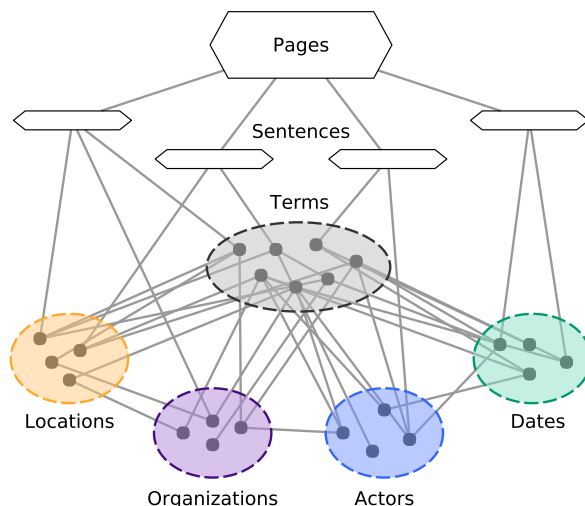 Pages
Sentences
Terms
Locations
Dates
Organizations
Actors